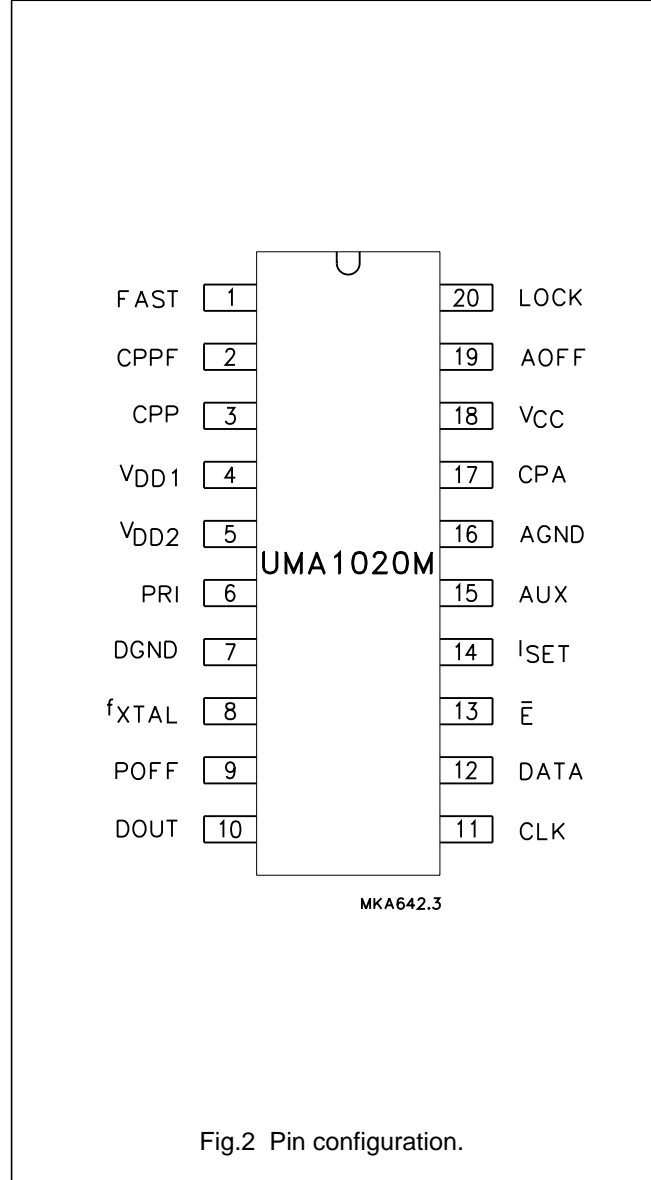 FAST 1 20 LOCK
CPPF 2 19 AOFF
CPP 3 18 VCC
VDD1 4 17 CPA
VDD2 5 16 AGND
UMA1020M
PRI 6 15 AUX
DGND 7 14 ISET
fXTAL 8 13 E̅
POFF 9 12 DATA
DOUT 10 11 CLK
MKA642.3
Fig.2 Pin configuration.